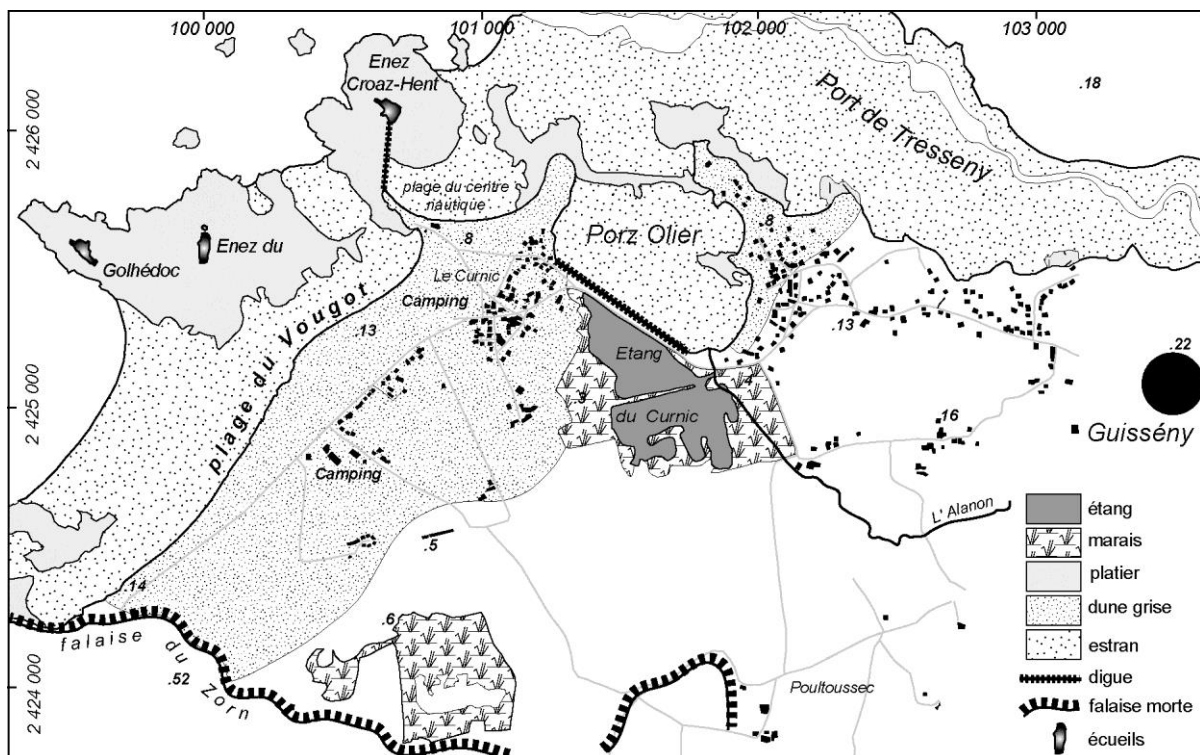 100 000
101 000
102 000
103 000
Enez
Croaz-Hent
.18
2 426 000
Port de Tresseny
plage du centre
nautique
.8
.8
Porz Olier
Enez du
Golhédoc
Le Curnic
Camping
.13
.13
plage du Vougot
.22
Etang
2 425 000
.3
du Curnic
.16
Guissény
Camping
L' Alanon
.5
.14
.6
falaise
du
Zorn
.52
2 424 000
Poultoussec
étang
marais
platier
dune grise
estran
digue
falaise morte
écueils